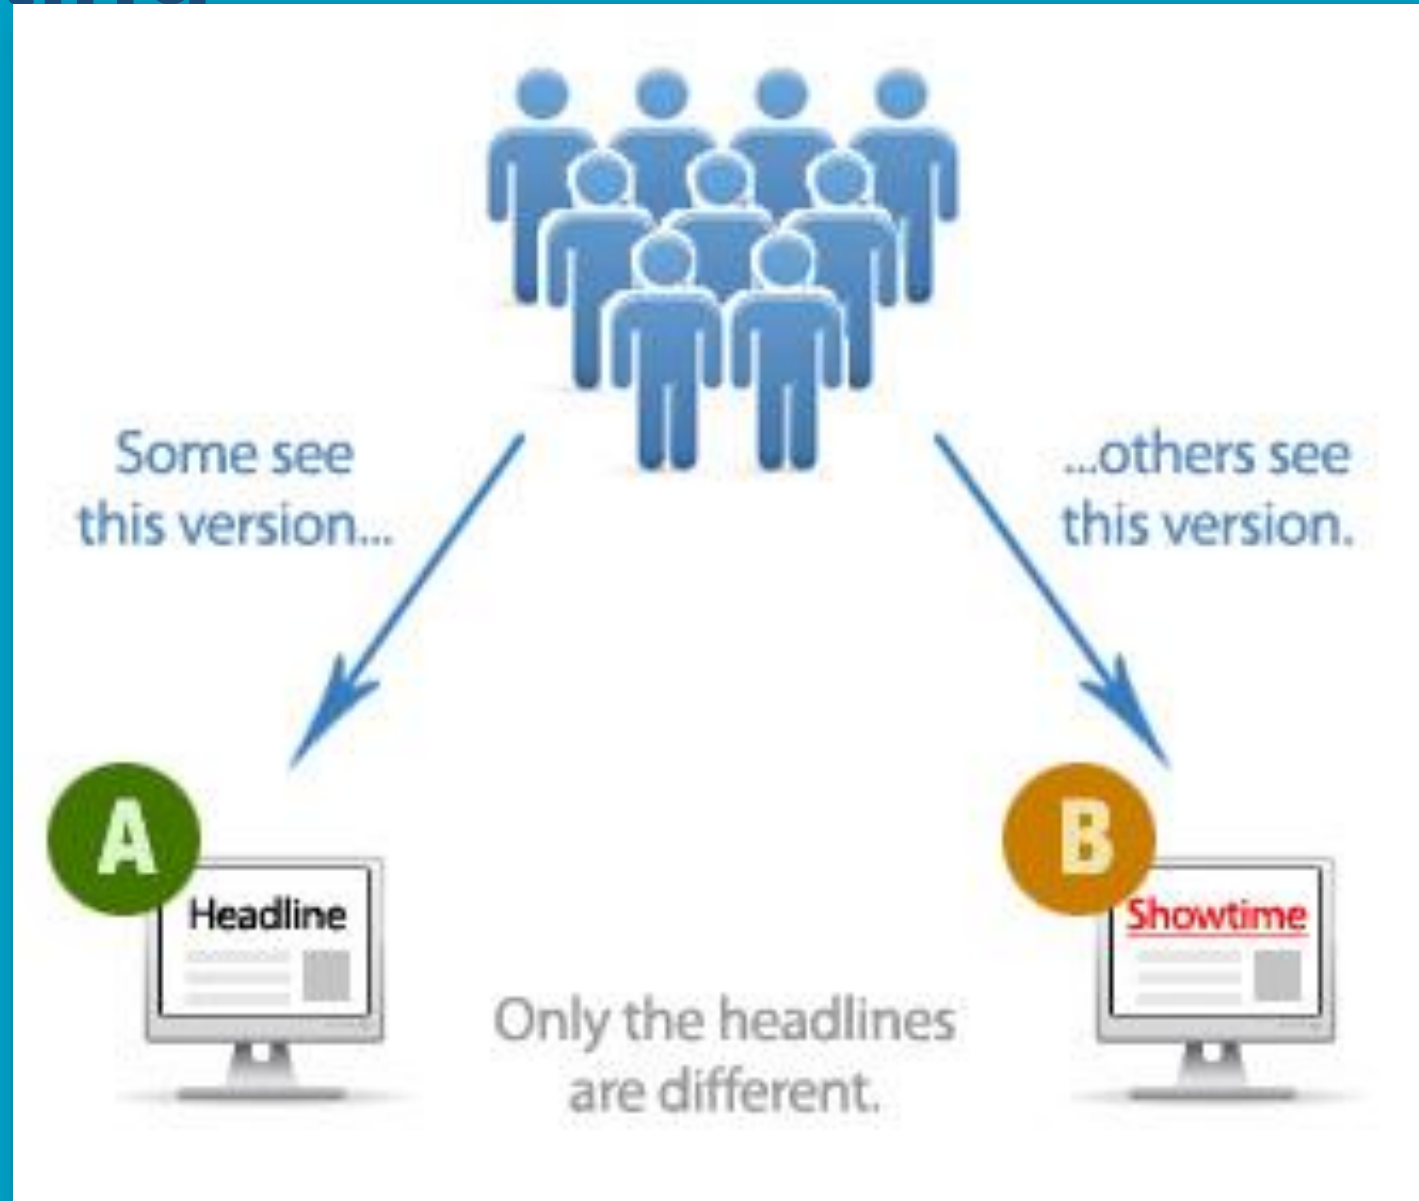 Some see
this version...
...others see
this version.
A
B
Headline
Showtime
Only the headlines
are different.